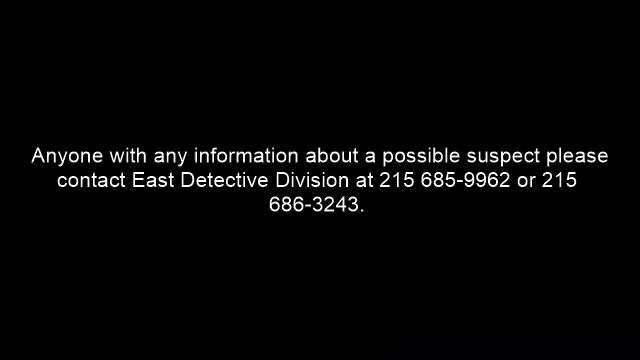 Anyone with any information about a possible suspect please
contact East Detective Division at 215 685-9962 or 215
686-3243.